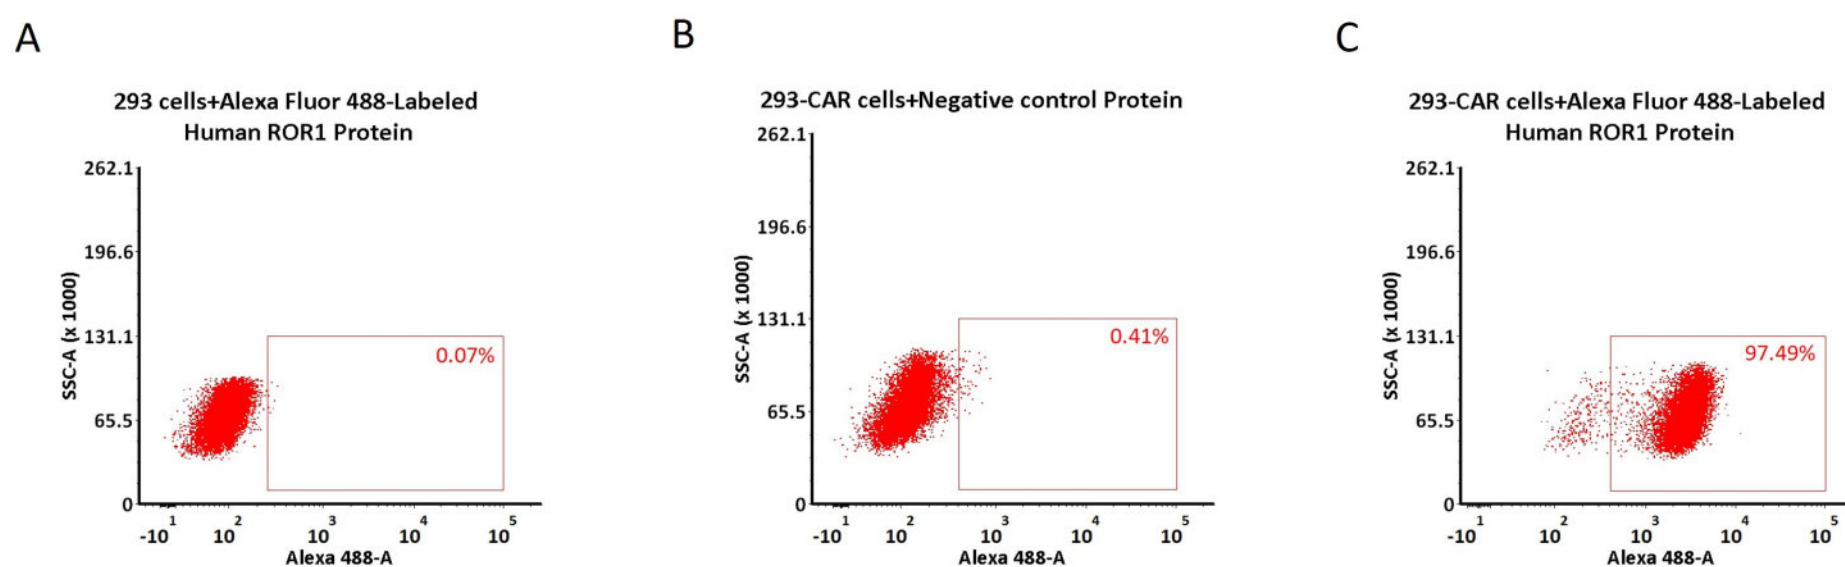 A
B
C
293 cells+Alexa Fluor 488-Labeled
Human ROR1 Protein
262.1
196.6
131.1
65.5
0
SSC-A (x 1000)
0.07%
-10 1
10 2
10 3
10 4
10 5
Alexa 488-A
293-CAR cells+Negative control Protein
262.1
196.6
131.1
65.5
0
SSC-A (x 1000)
0.41%
-10 1
10 2
10 3
10 4
10 5
Alexa 488-A
293-CAR cells+Alexa Fluor 488-Labeled
Human ROR1 Protein
262.1
196.6
131.1
65.5
0
SSC-A (x 1000)
97.49%
-10 1
10 2
10 3
10 4
10 5
Alexa 488-A